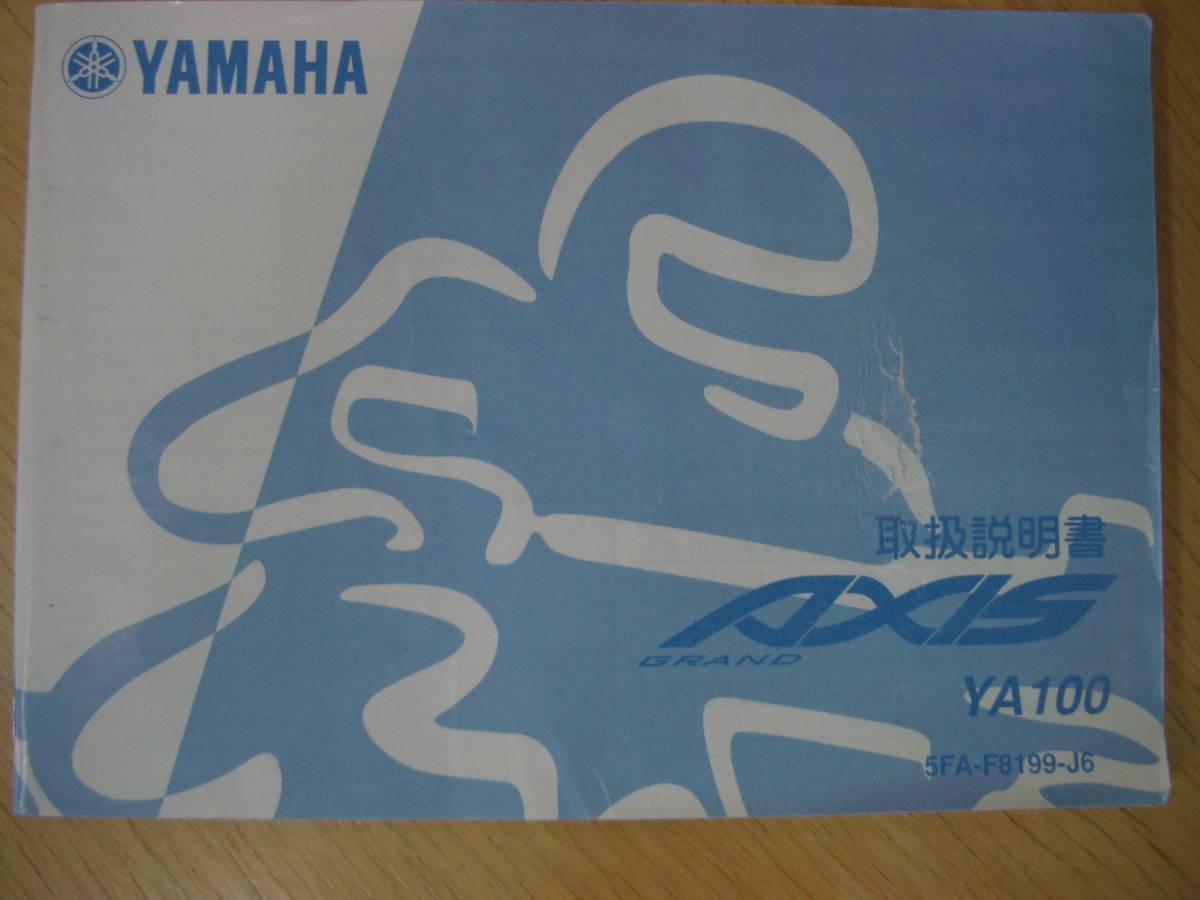 YAMAHA
取扱説明書
AXIS
GRAND
YA100
5FA-F8199-J6